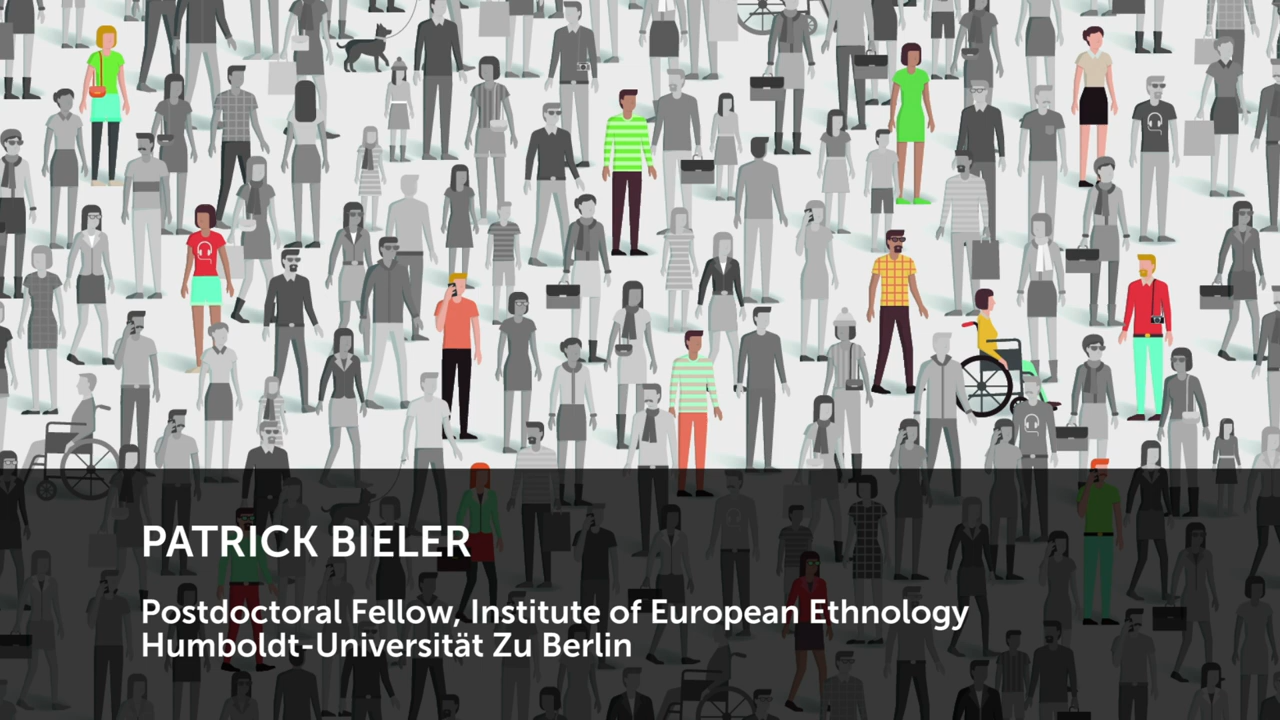 PATRICK BIELER
Postdoctoral Fellow, Institute of European Ethnology
Humboldt-Universität Zu Berlin